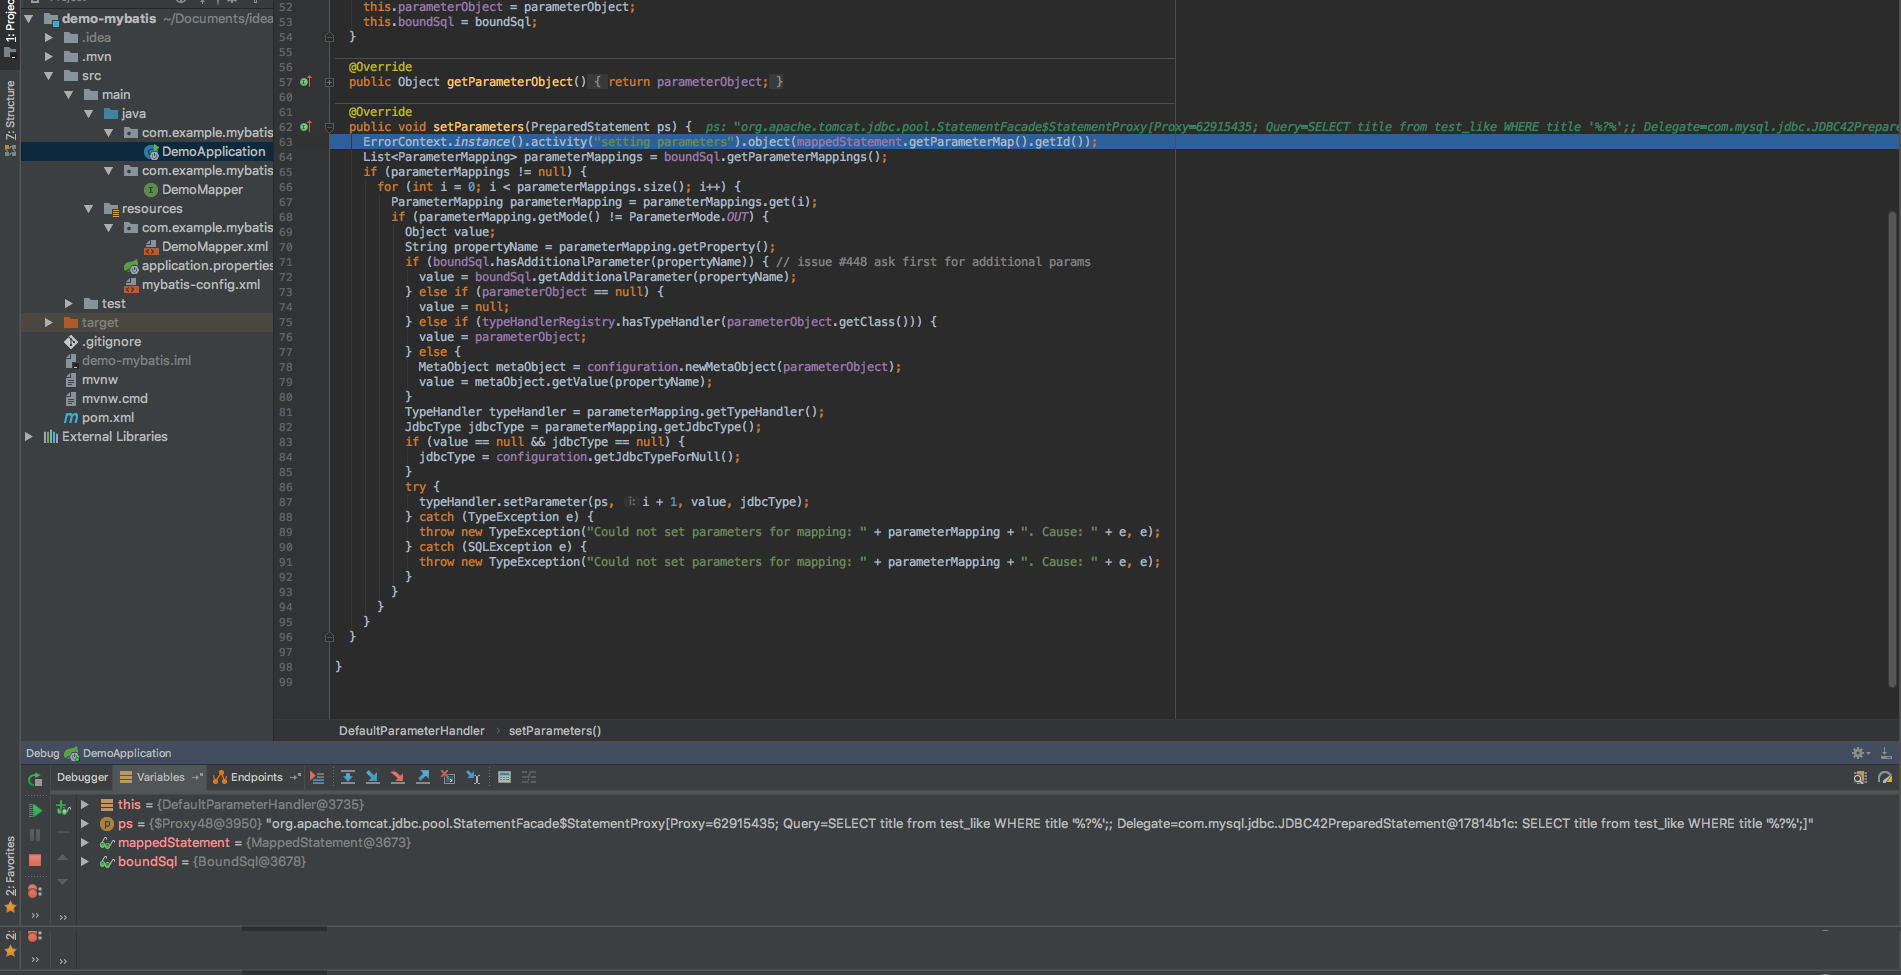 1: Project
demo-mybatis ~/Documents/idea
.idea
.mvn
src
main
java
com.example.mybatis
DemoApplication
com.example.mybatis
DemoMapper
resources
com.example.mybatis
DemoMapper.xml
application.properties
mybatis-config.xml
test
target
.gitignore
demo-mybatis.iml
mvnw
mvnw.cmd
pom.xml
External Libraries
Z: Structure
2: Favorites
52 this.parameterObject = parameterObject;
53 this.boundSql = boundSql;
54 }
55
56 @Override
57 public Object getParameterObject() { return parameterObject; }
60
61 @Override
62 public void setParameters(PreparedStatement ps) { ps: "org.apache.tomcat.jdbc.pool.StatementFacade$StatementProxy[Proxy=62915435; Query=SELECT title from test_like WHERE title '%?%';; Delegate=com.mysql.jdbc.JDBC42Prepare
63 ErrorContext.instance().activity("setting parameters").object(mappedStatement.getParameterMap().getId());
64 List<ParameterMapping> parameterMappings = boundSql.getParameterMappings();
65 if (parameterMappings != null) {
66 for (int i = 0; i < parameterMappings.size(); i++) {
67 ParameterMapping parameterMapping = parameterMappings.get(i);
68 if (parameterMapping.getMode() != ParameterMode.OUT) {
69 Object value;
70 String propertyName = parameterMapping.getProperty();
71 if (boundSql.hasAdditionalParameter(propertyName)) { // issue #448 ask first for additional params
72 value = boundSql.getAdditionalParameter(propertyName);
73 } else if (parameterObject == null) {
74 value = null;
75 } else if (typeHandlerRegistry.hasTypeHandler(parameterObject.getClass())) {
76 value = parameterObject;
77 } else {
78 MetaObject metaObject = configuration.newMetaObject(parameterObject);
79 value = metaObject.getValue(propertyName);
80 }
81 TypeHandler typeHandler = parameterMapping.getTypeHandler();
82 JdbcType jdbcType = parameterMapping.getJdbcType();
83 if (value == null && jdbcType == null) {
84 jdbcType = configuration.getJdbcTypeForNull();
85 }
86 try {
87 typeHandler.setParameter(ps, i: i + 1, value, jdbcType);
88 } catch (TypeException e) {
89 throw new TypeException("Could not set parameters for mapping: " + parameterMapping + ". Cause: " + e, e);
90 } catch (SQLException e) {
91 throw new TypeException("Could not set parameters for mapping: " + parameterMapping + ". Cause: " + e, e);
92 }
93 }
94 }
95 }
96 }
97
98 }
99
DefaultParameterHandler › setParameters()
Debug DemoApplication
Debugger Variables Endpoints
this = {DefaultParameterHandler@3735}
ps = {$Proxy48@3950} "org.apache.tomcat.jdbc.pool.StatementFacade$StatementProxy[Proxy=62915435; Query=SELECT title from test_like WHERE title '%?%';; Delegate=com.mysql.jdbc.JDBC42PreparedStatement@17814b1c: SELECT title from test_like WHERE title '%?%';]"
mappedStatement = {MappedStatement@3673}
boundSql = {BoundSql@3678}
2: